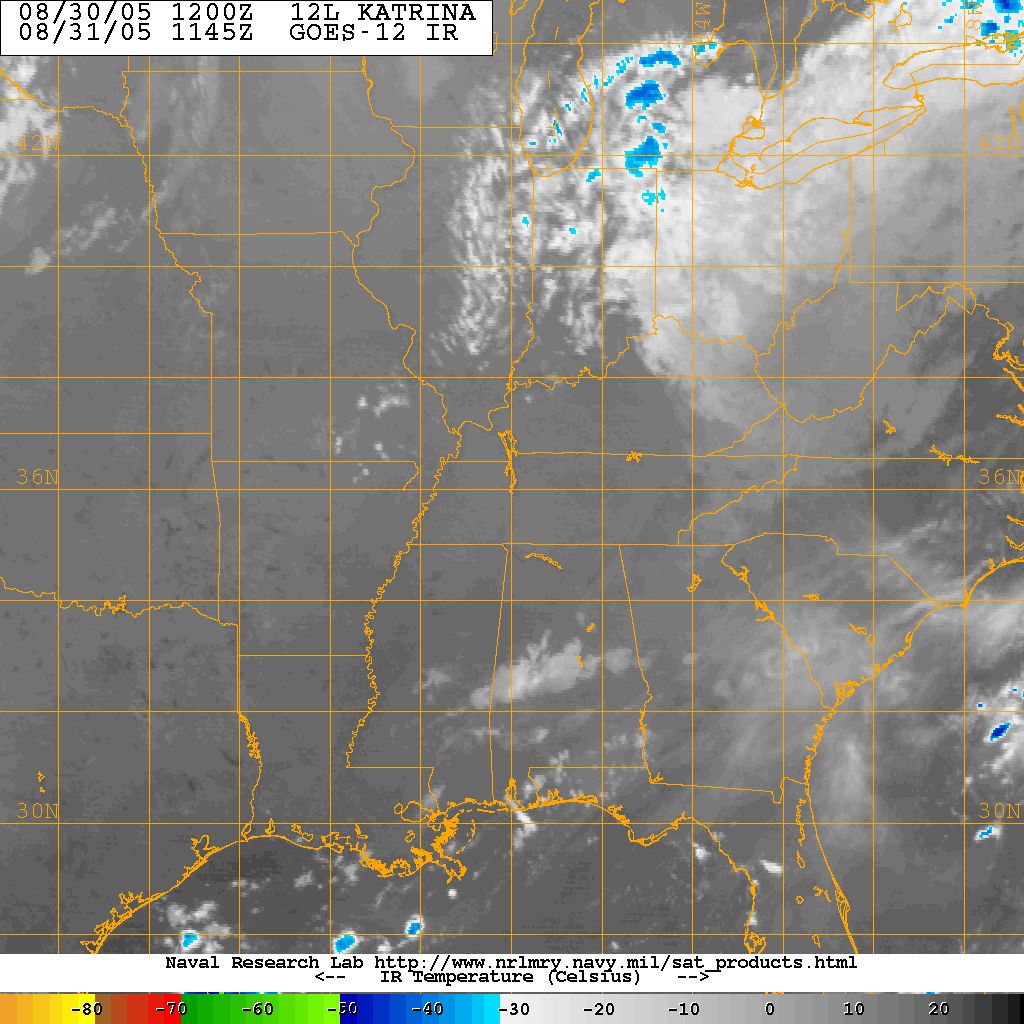 08/30/05 1200Z 12L KATRINA
08/31/05 1145Z GOES-12 IR
42N 42N
36N 36N
30N 30N
Naval Research Lab http://www.nrlmry.navy.mil/sat_products.html
<-- IR Temperature (Celsius) -->
-80 -70 -60 -50 -40 -30 -20 -10 0 10 20